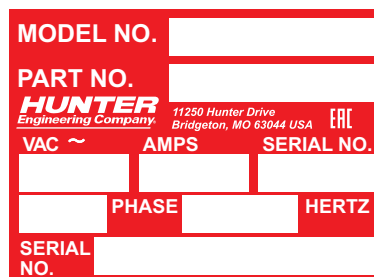 MODEL NO.
PART NO.
HUNTER
Engineering Company.
11250 Hunter Drive
Bridgeton, MO 63044 USA
EAC
VAC ~ AMPS SERIAL NO.
PHASE HERTZ
SERIAL
NO.